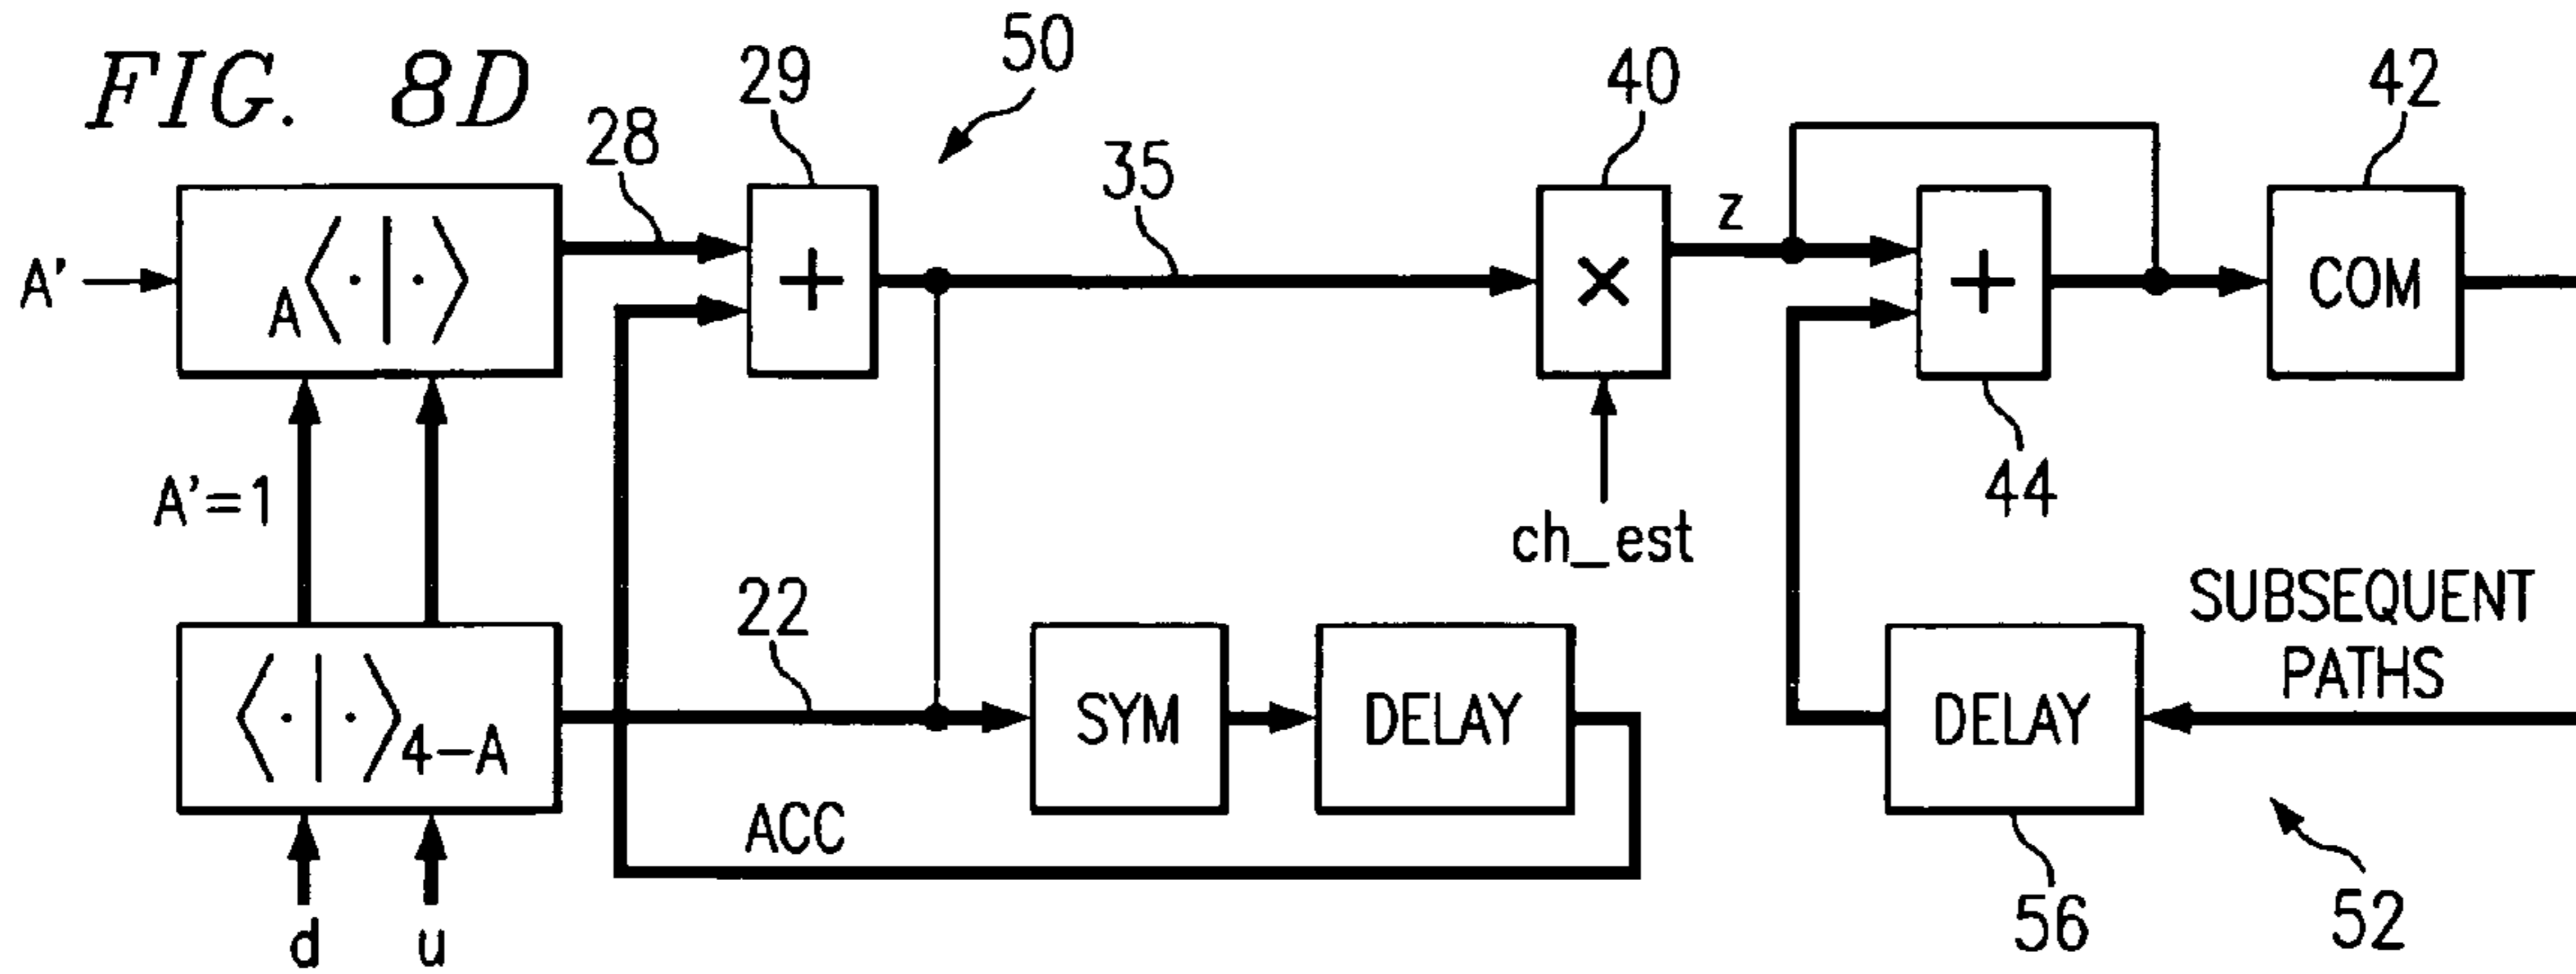 FIG. 8D
50
29
28
35
40
42
A'
A⟨·|·⟩
+
×
z
+
COM
A'=1
ch_est
44
22
SUBSEQUENT
PATHS
⟨·|·⟩4-A
SYM
DELAY
DELAY
ACC
d
u
56
52